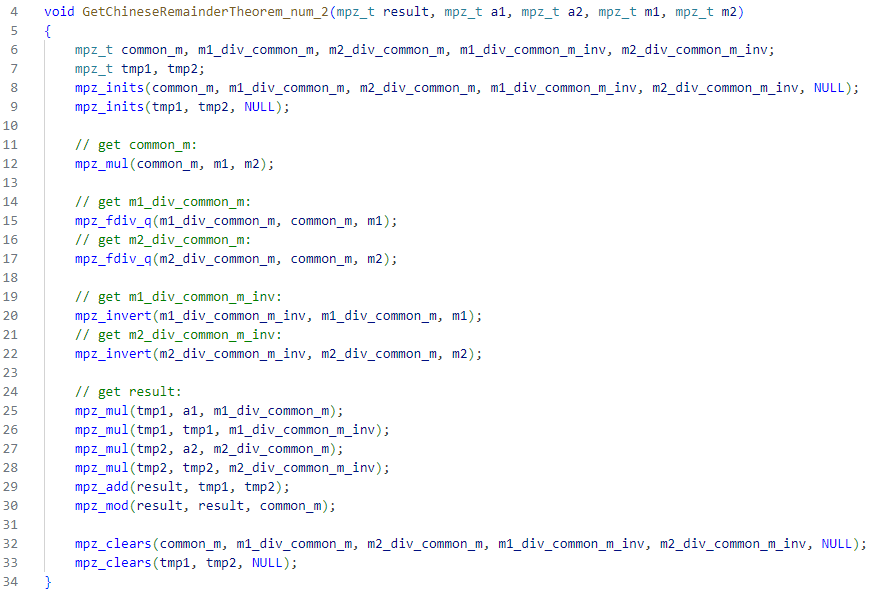 4 void GetChineseRemainderTheorem_num_2(mpz_t result, mpz_t a1, mpz_t a2, mpz_t m1, mpz_t m2)
5 {
6     mpz_t common_m, m1_div_common_m, m2_div_common_m, m1_div_common_m_inv, m2_div_common_m_inv;
7     mpz_t tmp1, tmp2;
8     mpz_inits(common_m, m1_div_common_m, m2_div_common_m, m1_div_common_m_inv, m2_div_common_m_inv, NULL);
9     mpz_inits(tmp1, tmp2, NULL);
10
11     // get common_m:
12     mpz_mul(common_m, m1, m2);
13
14     // get m1_div_common_m:
15     mpz_fdiv_q(m1_div_common_m, common_m, m1);
16     // get m2_div_common_m:
17     mpz_fdiv_q(m2_div_common_m, common_m, m2);
18
19     // get m1_div_common_m_inv:
20     mpz_invert(m1_div_common_m_inv, m1_div_common_m, m1);
21     // get m2_div_common_m_inv:
22     mpz_invert(m2_div_common_m_inv, m2_div_common_m, m2);
23
24     // get result:
25     mpz_mul(tmp1, a1, m1_div_common_m);
26     mpz_mul(tmp1, tmp1, m1_div_common_m_inv);
27     mpz_mul(tmp2, a2, m2_div_common_m);
28     mpz_mul(tmp2, tmp2, m2_div_common_m_inv);
29     mpz_add(result, tmp1, tmp2);
30     mpz_mod(result, result, common_m);
31
32     mpz_clears(common_m, m1_div_common_m, m2_div_common_m, m1_div_common_m_inv, m2_div_common_m_inv, NULL);
33     mpz_clears(tmp1, tmp2, NULL);
34 }